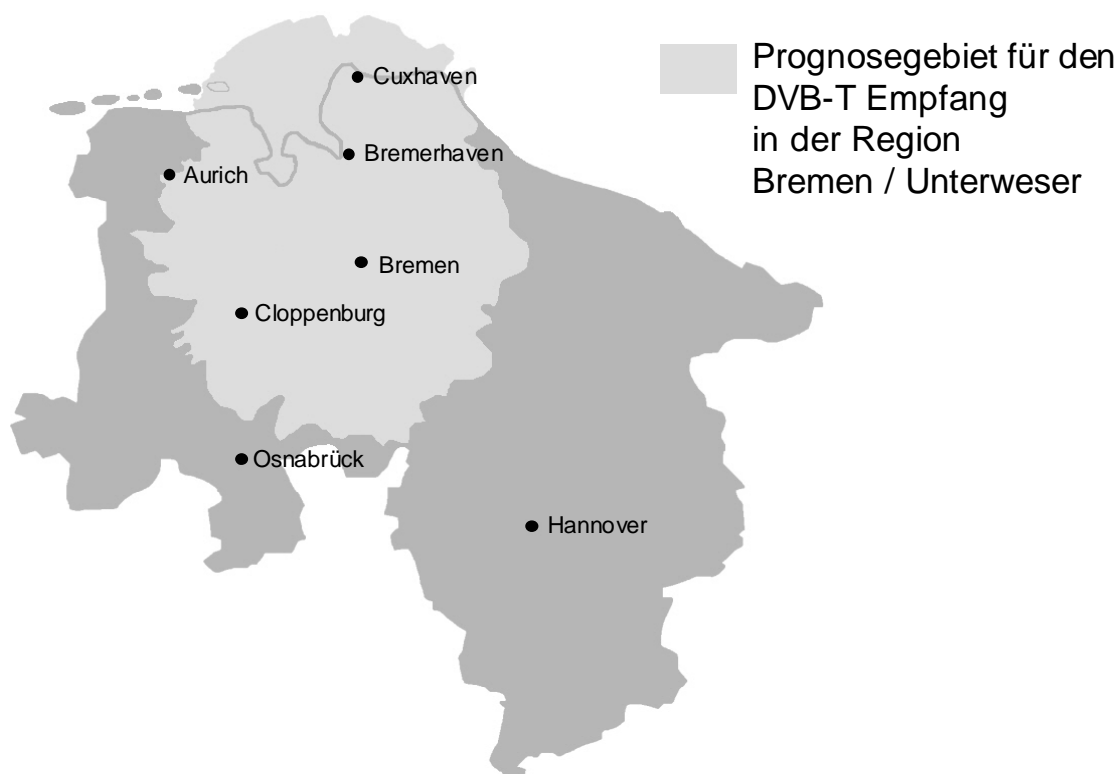 Prognosegebiet für den
DVB-T Empfang
in der Region
Bremen / Unterweser
Cuxhaven
Bremerhaven
Aurich
Bremen
Cloppenburg
Osnabrück
Hannover